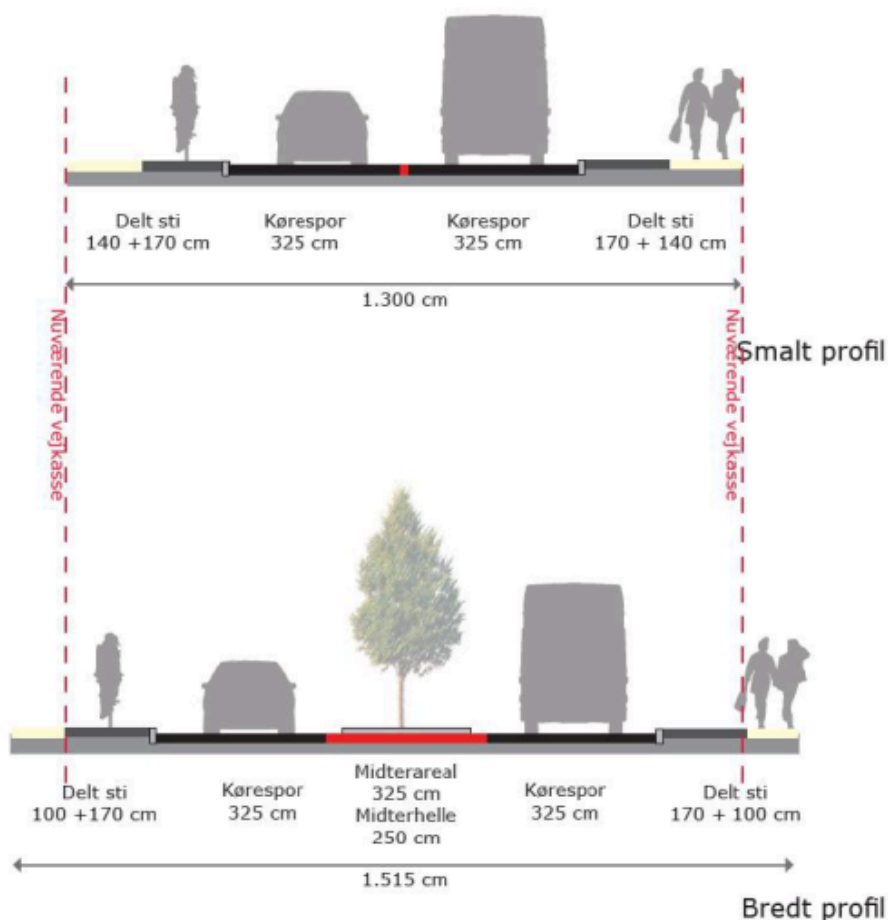 Delt sti
140 +170 cm
Kørespor
325 cm
Kørespor
325 cm
Delt sti
170 + 140 cm
1.300 cm
Nuværende vejkasse
Nuværende vejkasse
Smalt profil
Delt sti
100 +170 cm
Kørespor
325 cm
Midterareal
325 cm
Midterhelle
250 cm
Kørespor
325 cm
Delt sti
170 + 100 cm
1.515 cm
Bredt profil